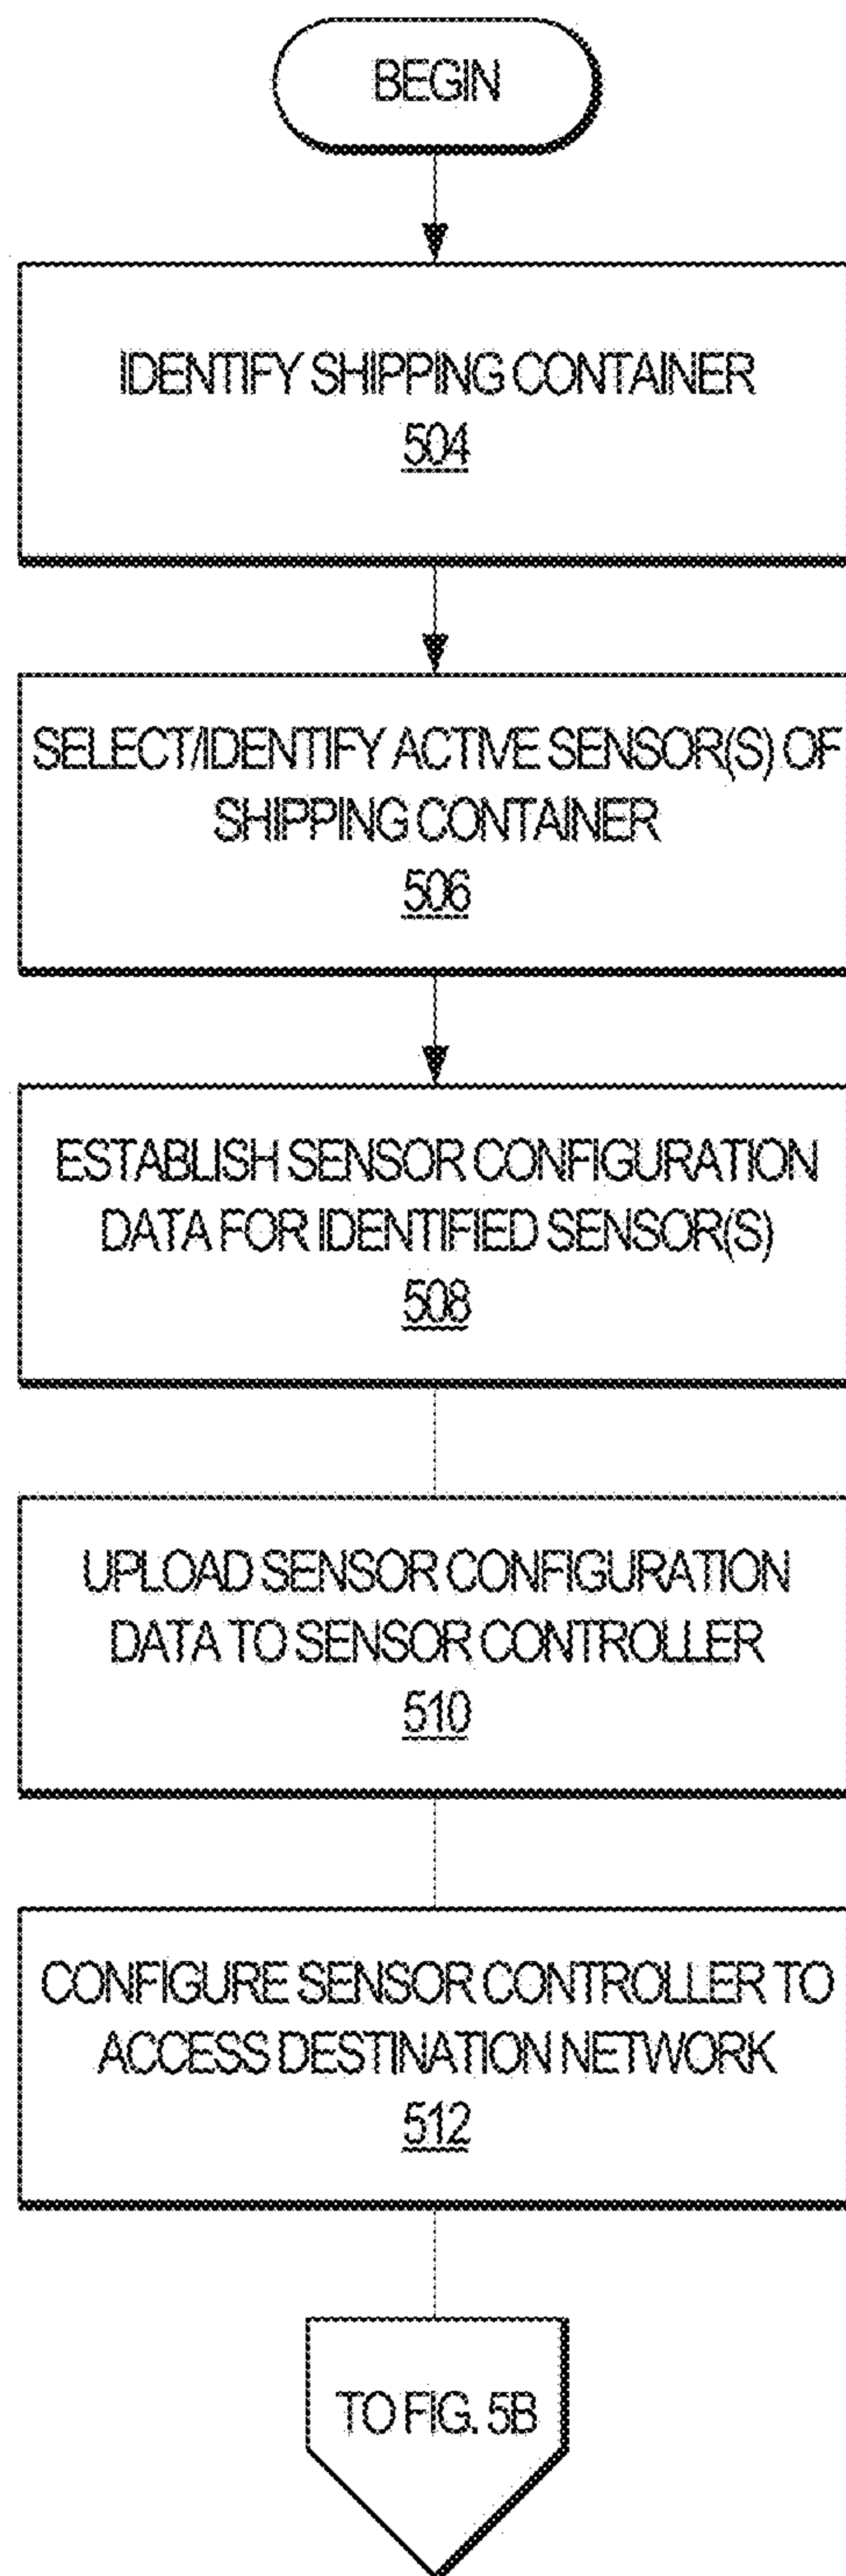 BEGIN
IDENTIFY SHIPPING CONTAINER
504
SELECT/IDENTIFY ACTIVE SENSOR(S) OF
SHIPPING CONTAINER
506
ESTABLISH SENSOR CONFIGURATION
DATA FOR IDENTIFIED SENSOR(S)
508
UPLOAD SENSOR CONFIGURATION
DATA TO SENSOR CONTROLLER
510
CONFIGURE SENSOR CONTROLLER TO
ACCESS DESTINATION NETWORK
512
TO FIG. 5B